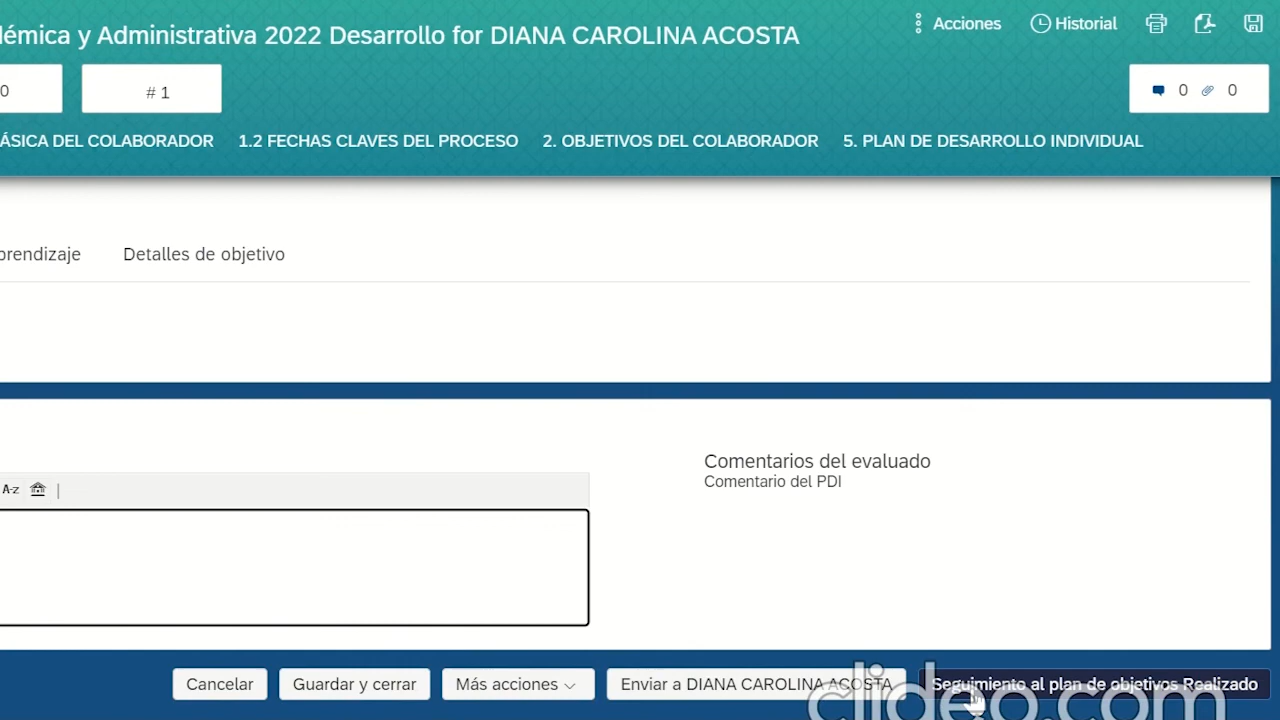 démica y Administrativa 2022 Desarrollo for DIANA CAROLINA ACOSTA
Acciones
Historial
0
# 1
0
0
ÁSICA DEL COLABORADOR
1.2 FECHAS CLAVES DEL PROCESO
2. OBJETIVOS DEL COLABORADOR
5. PLAN DE DESARROLLO INDIVIDUAL
prendizaje
Detalles de objetivo
Comentarios del evaluado
Comentario del PDI
A-z
Cancelar
Guardar y cerrar
Más acciones
Enviar a DIANA CAROLINA ACOSTA
Seguimiento al plan de objetivos Realizado
clideo.com